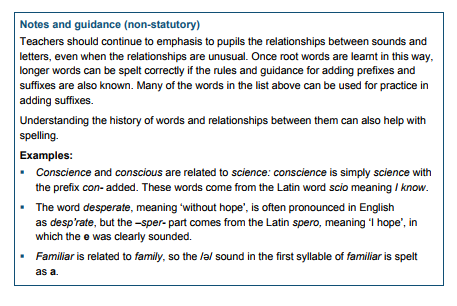 Notes and guidance (non-statutory)
Teachers should continue to emphasis to pupils the relationships between sounds and
letters, even when the relationships are unusual. Once root words are learnt in this way,
longer words can be spelt correctly if the rules and guidance for adding prefixes and
suffixes are also known. Many of the words in the list above can be used for practice in
adding suffixes.
Understanding the history of words and relationships between them can also help with
spelling.
Examples:
▪ Conscience and conscious are related to science: conscience is simply science with
the prefix con- added. These words come from the Latin word scio meaning I know.
▪ The word desperate, meaning ‘without hope’, is often pronounced in English
as desp’rate, but the –sper- part comes from the Latin spero, meaning ‘I hope’, in
which the e was clearly sounded.
▪ Familiar is related to family, so the /ə/ sound in the first syllable of familiar is spelt
as a.